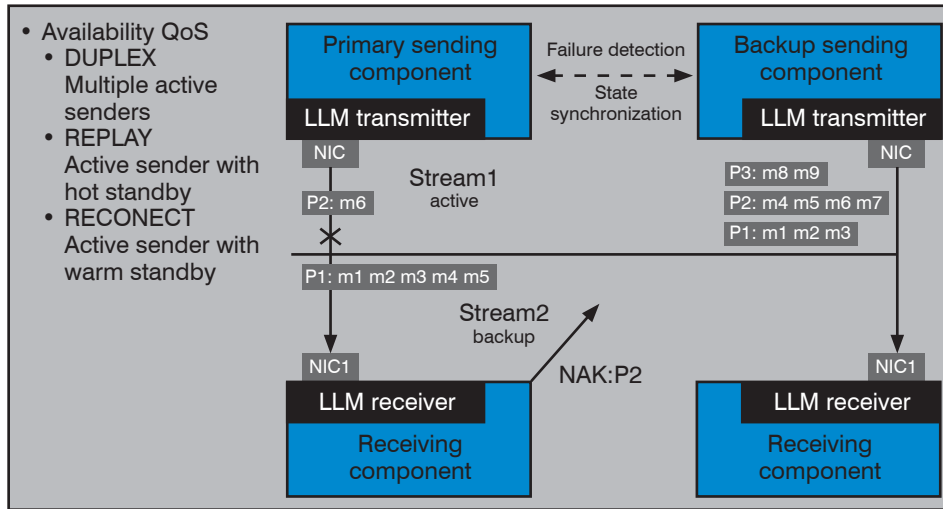 • Availability QoS
• DUPLEX
Multiple active
senders
• REPLAY
Active sender with
hot standby
• RECONECT
Active sender with
warm standby
Primary sending
component
LLM transmitter
NIC
Failure detection
State
synchronization
Backup sending
component
LLM transmitter
NIC
Stream1
active
P2: m6
P3: m8 m9
P2: m4 m5 m6 m7
P1: m1 m2 m3
P1: m1 m2 m3 m4 m5
Stream2
backup
NAK:P2
NIC1
LLM receiver
Receiving
component
NIC1
LLM receiver
Receiving
component